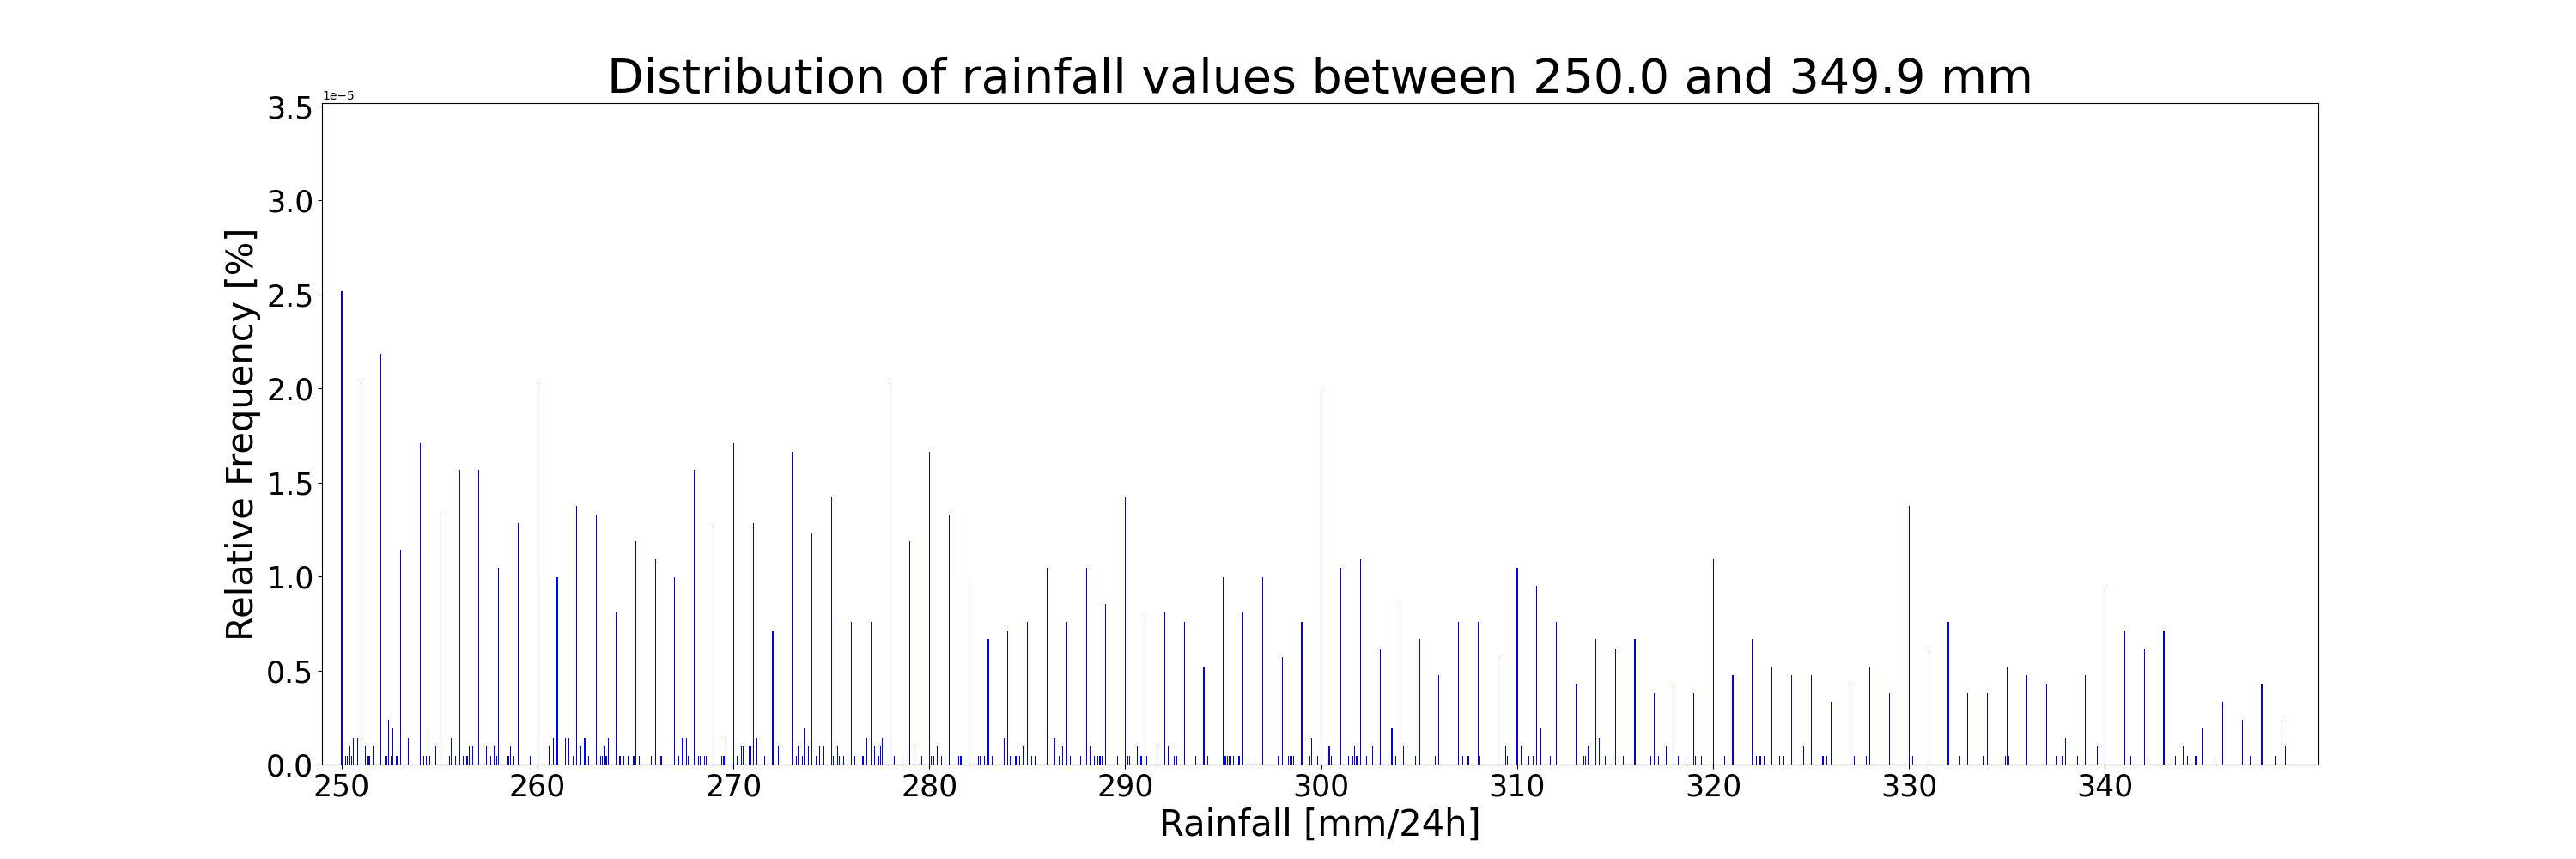 Distribution of rainfall values between 250.0 and 349.9 mm
1e−5
3.5
3.0
2.5
2.0
1.5
1.0
0.5
0.0
Relative Frequency [%]
250 260 270 280 290 300 310 320 330 340
Rainfall [mm/24h]